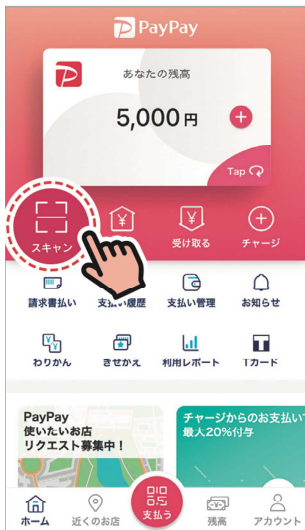 PayPay
あなたの残高
5,000円
Tap
スキャン
受け取る
チャージ
請求書払い
支払い履歴
支払い管理
お知らせ
わりかん
きせかえ
利用レポート
Tカード
PayPay
使いたいお店
リクエスト募集中！
チャージからのお支払いで
最大20%付与
ホーム
近くのお店
支払う
残高
アカウント